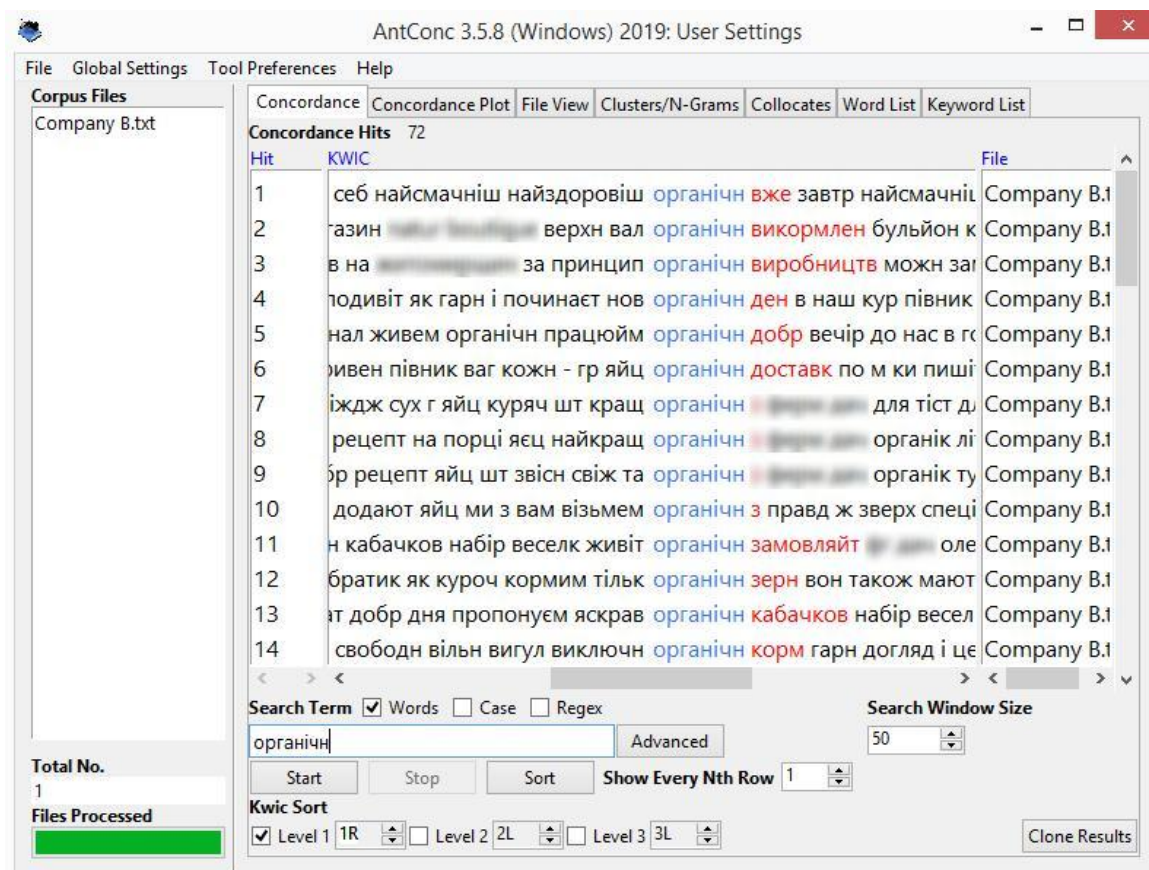 AntConc 3.5.8 (Windows) 2019: User Settings
File Global Settings Tool Preferences Help
Corpus Files
Company B.txt
Concordance Concordance Plot File View Clusters/N-Grams Collocates Word List Keyword List
Concordance Hits 72
Hit KWIC File
1 себ найсмачніш найздоровіш органічн вже завтр найсмачніш Company B.t
2 газин верхн вал органічн викормлен бульйон к Company B.t
3 в на за принцип органічн виробництв можн зам Company B.t
4 подивіт як гарн і починаєт нов органічн ден в наш кур півник Company B.t
5 нал живем органічн працюйм органічн добр вечір до нас в го Company B.t
6 ривен півник ваг кожн - гр яйц органічн доставк по м ки пиші Company B.t
7 іждж сух г яйц куряч шт кращ органічн для тіст д Company B.t
8 рецепт на порці яєц найкращ органічн органік лі Company B.t
9 бр рецепт яйц шт звісн свіж та органічн органік ту Company B.t
10 додают яйц ми з вам візьмем органічн з правд ж зверх спеці Company B.t
11 н кабачков набір веселк живіт органічн замовляйт оле Company B.t
12 братик як куроч кормим тільк органічн зерн вон також мают Company B.t
13 ат добр дня пропонуєм яскрав органічн кабачков набір весел Company B.t
14 свободн вільн вигул виключн органічн корм гарн догляд і це Company B.t
Search Term Words Case Regex Search Window Size
органічн Advanced 50
Total No.
1
Start Stop Sort Show Every Nth Row 1
Files Processed
Kwic Sort
Level 1 1R Level 2 2L Level 3 3L Clone Results